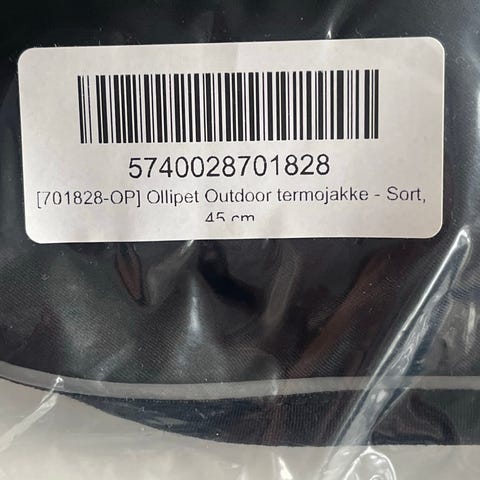 5740028701828
[701828-OP] Ollipet Outdoor termojakke - Sort,
45 cm